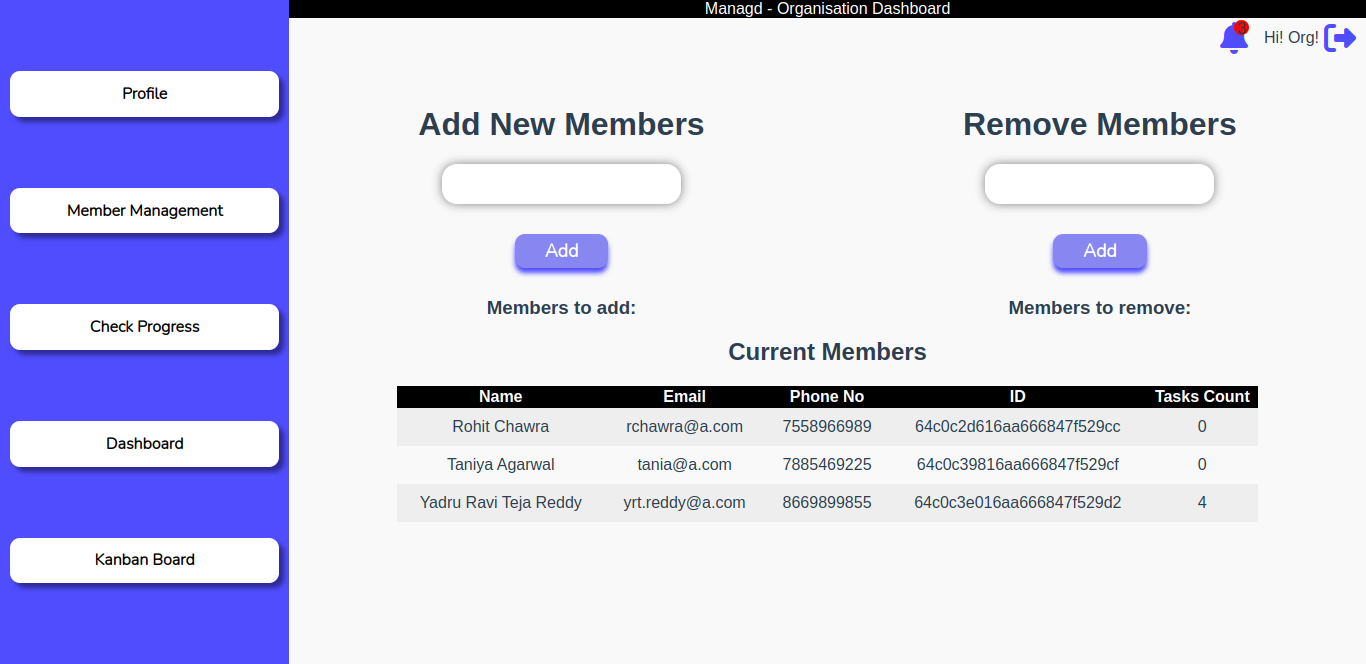 Managd - Organisation Dashboard
Hi! Org!
Profile
Member Management
Check Progress
Dashboard
Kanban Board
Add New Members
Remove Members
Add
Add
Members to add:
Members to remove:
Current Members
Name Email Phone No ID Tasks Count
Rohit Chawra rchawra@a.com 7558966989 64c0c2d616aa666847f529cc 0
Taniya Agarwal tania@a.com 7885469225 64c0c39816aa666847f529cf 0
Yadru Ravi Teja Reddy yrt.reddy@a.com 8669899855 64c0c3e016aa666847f529d2 4